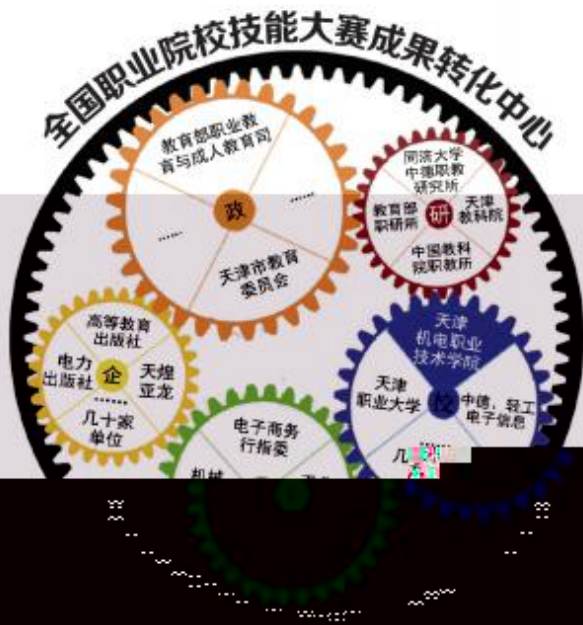 全国职业院校技能大赛成果转化中心
教育部职业教
育与成人教育司
......
......
政
天津市教育
委员会
同济大学
中德职教
研究所
教育部
职研所
研
天津
教科院
中国教科
院职教所
高等教育
出版社
电力
出版社
企
天煌
亚龙
......
几十家
单位
天津
机电职业
技术学院
天津
职业大学
校
中德，轻工
电子信息
......
电子商务
行指委
机械